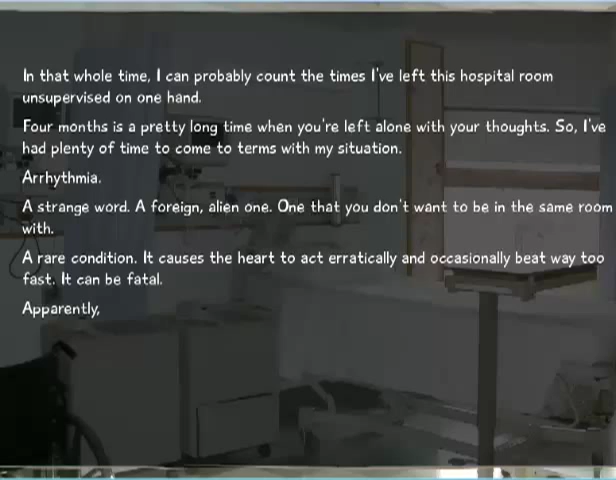 In that whole time, I can probably count the times I've left this hospital room
unsupervised on one hand.
Four months is a pretty long time when you're left alone with your thoughts. So, I've
had plenty of time to come to terms with my situation.
Arrhythmia.
A strange word. A foreign, alien one. One that you don't want to be in the same room
with.
A rare condition. It causes the heart to act erratically and occasionally beat way too
fast. It can be fatal.
Apparently,